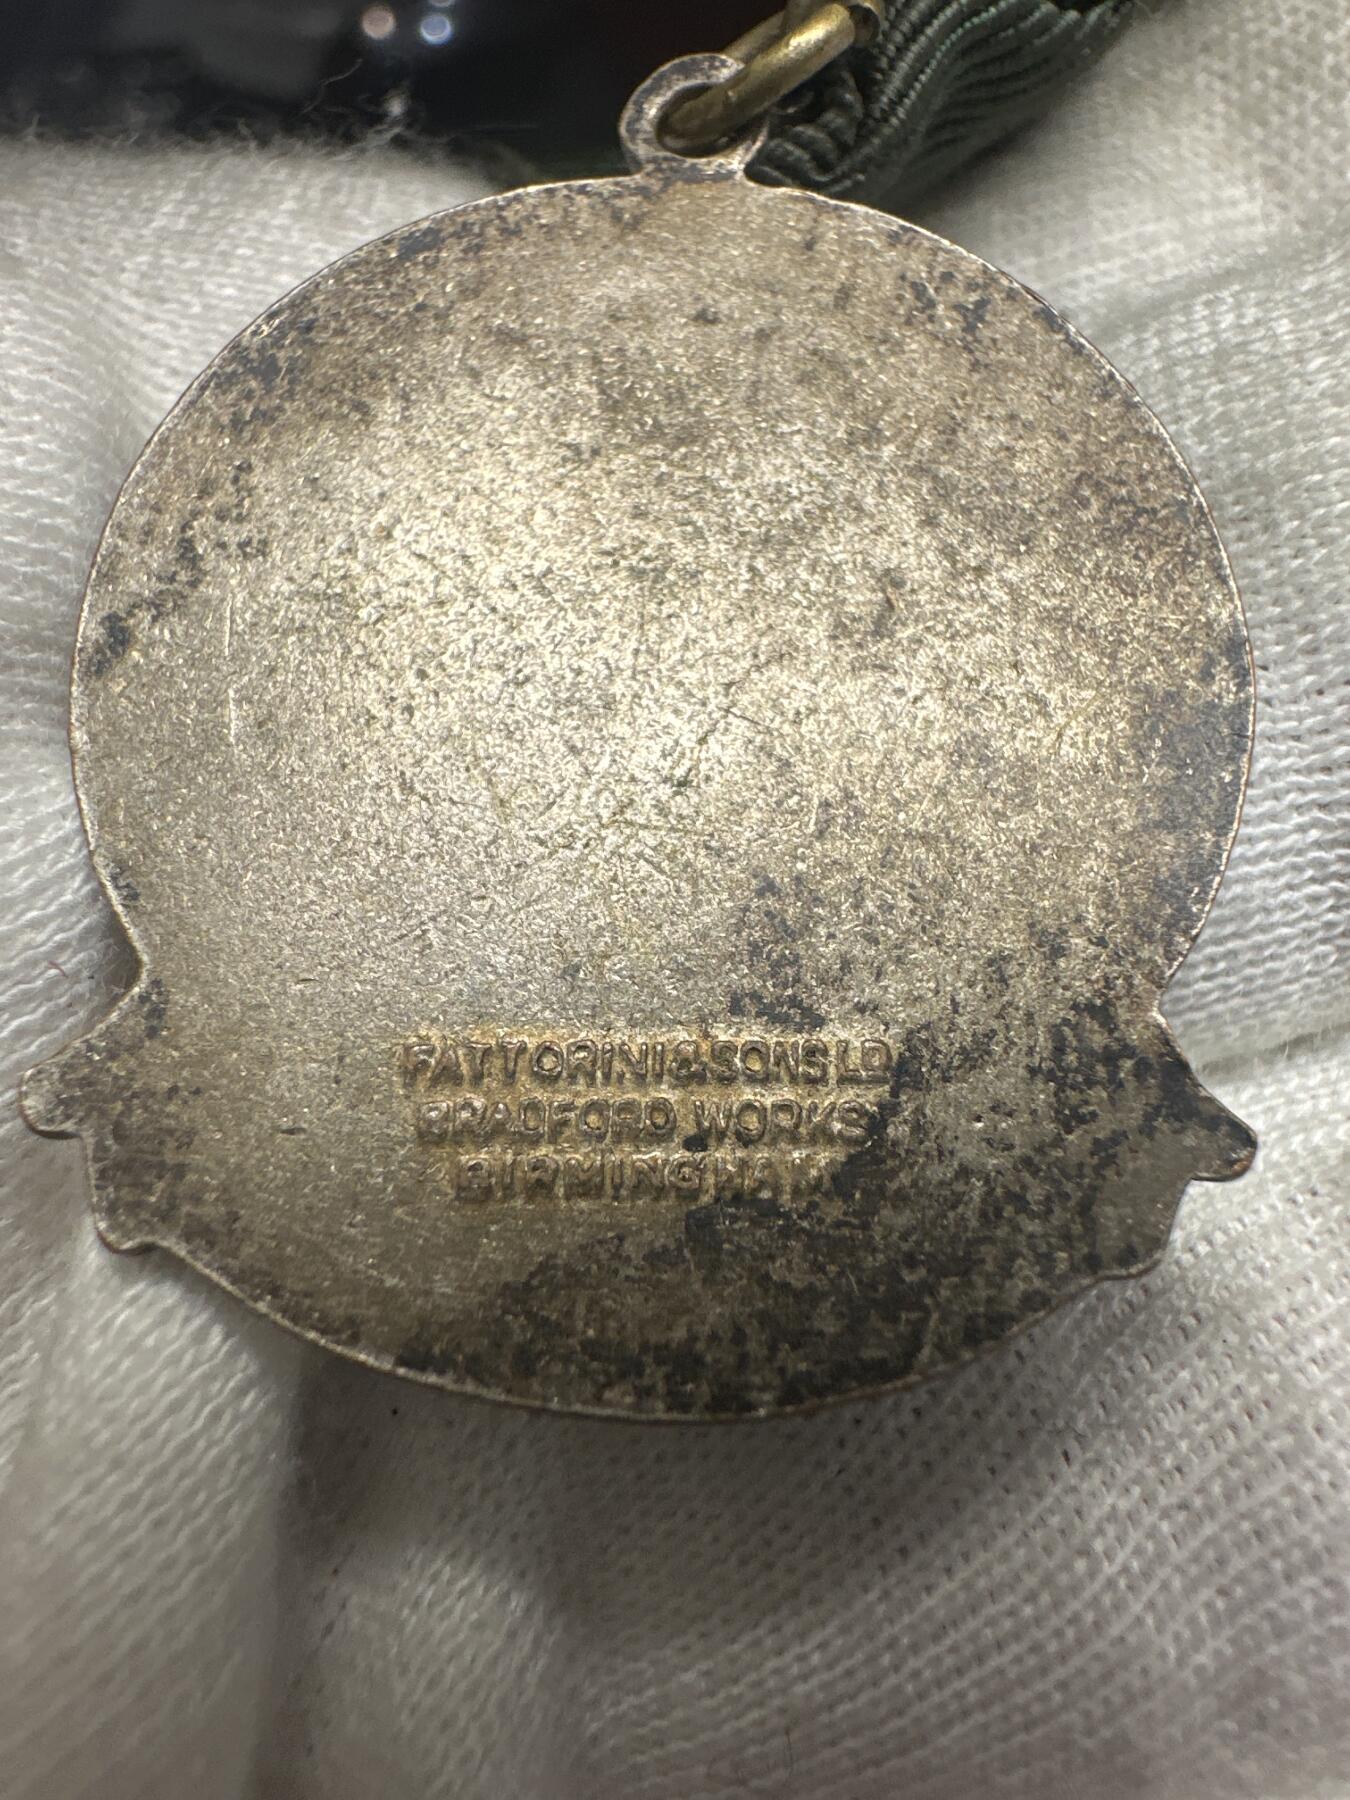 FATTORINI & SONS LD
BRADFORD WORKS
BIRMINGHAM